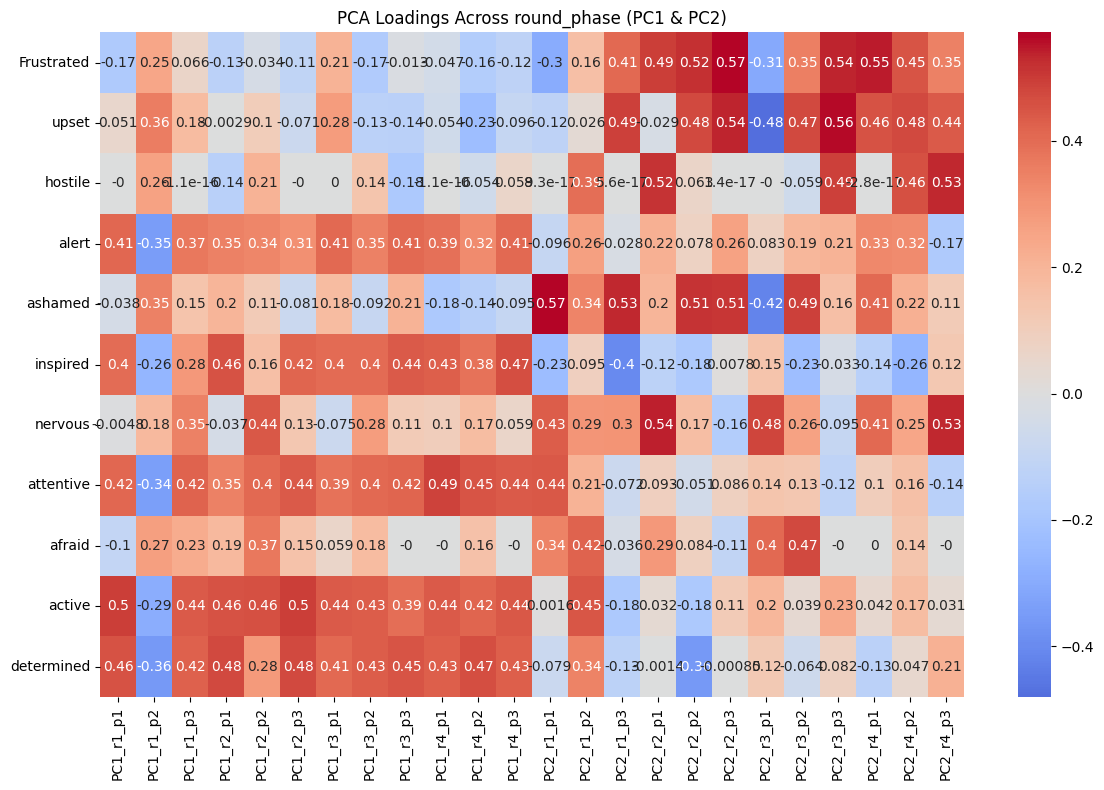 PCA Loadings Across round_phase (PC1 & PC2)
Frustrated -0.17 0.25 0.066 -0.13 -0.034 -0.11 0.21 -0.17 -0.013 -0.047 -0.16 -0.12 -0.3 0.16 0.41 0.49 0.52 0.57 -0.31 0.35 0.54 0.55 0.45 0.35
upset -0.051 0.36 0.18 -0.0029 0.1 -0.071 0.28 -0.13 -0.14 -0.054 -0.23 -0.096 -0.12 0.026 0.49 -0.029 0.48 0.54 -0.48 0.47 0.56 0.46 0.48 0.44
hostile -0 0.26 -0.14 0.21 -0 0 0.14 -0.18 0.054 0.059 0.39 0.52 0.063 -0 -0.059 0.49 0.46 0.53
alert 0.41 -0.35 0.37 0.35 0.34 0.31 0.41 0.35 0.41 0.39 0.32 0.41 -0.096 0.26 -0.028 0.22 0.078 0.26 0.083 0.19 0.21 0.33 0.32 -0.17
ashamed -0.038 0.35 0.15 0.2 0.11 -0.081 0.18 -0.092 0.21 -0.18 -0.14 -0.095 0.57 0.34 0.53 0.2 0.51 0.51 -0.42 0.49 0.16 0.41 0.22 0.11
inspired 0.4 -0.26 0.28 0.46 0.16 0.42 0.4 0.4 0.44 0.43 0.38 0.47 -0.23 0.095 -0.4 -0.12 -0.18 0.0078 0.15 -0.23 -0.033 -0.14 -0.26 0.12
nervous -0.0048 0.18 0.35 -0.037 0.44 0.13 -0.075 0.28 0.11 0.1 0.17 0.059 0.43 0.29 0.3 0.54 0.17 -0.16 0.48 0.26 -0.095 0.41 0.25 0.53
attentive 0.42 -0.34 0.42 0.35 0.4 0.44 0.39 0.4 0.42 0.49 0.45 0.44 0.44 0.21 -0.072 0.093 -0.051 0.086 0.14 0.13 -0.12 0.1 0.16 -0.14
afraid -0.1 0.27 0.23 0.19 0.37 0.15 0.059 0.18 -0 -0 0.16 -0 0.34 0.42 -0.036 0.29 0.084 -0.11 0.4 0.47 -0 0 0.14 -0
active 0.5 -0.29 0.44 0.46 0.46 0.5 0.44 0.43 0.39 0.44 0.42 0.44 0.0016 0.45 -0.18 0.032 -0.18 0.11 0.2 0.039 0.23 0.042 0.17 0.031
determined 0.46 -0.36 0.42 0.48 0.28 0.48 0.41 0.43 0.45 0.43 0.47 0.43 -0.079 0.34 -0.13 -0.0014 0.12 -0.064 0.082 -0.13 0.047 0.21
PC1_r1_p1 PC1_r1_p2 PC1_r1_p3 PC1_r2_p1 PC1_r2_p2 PC1_r2_p3 PC1_r3_p1 PC1_r3_p2 PC1_r3_p3 PC1_r4_p1 PC1_r4_p2 PC1_r4_p3 PC2_r1_p1 PC2_r1_p2 PC2_r1_p3 PC2_r2_p1 PC2_r2_p2 PC2_r2_p3 PC2_r3_p1 PC2_r3_p2 PC2_r3_p3 PC2_r4_p1 PC2_r4_p2 PC2_r4_p3
0.4
0.2
0.0
−0.2
−0.4